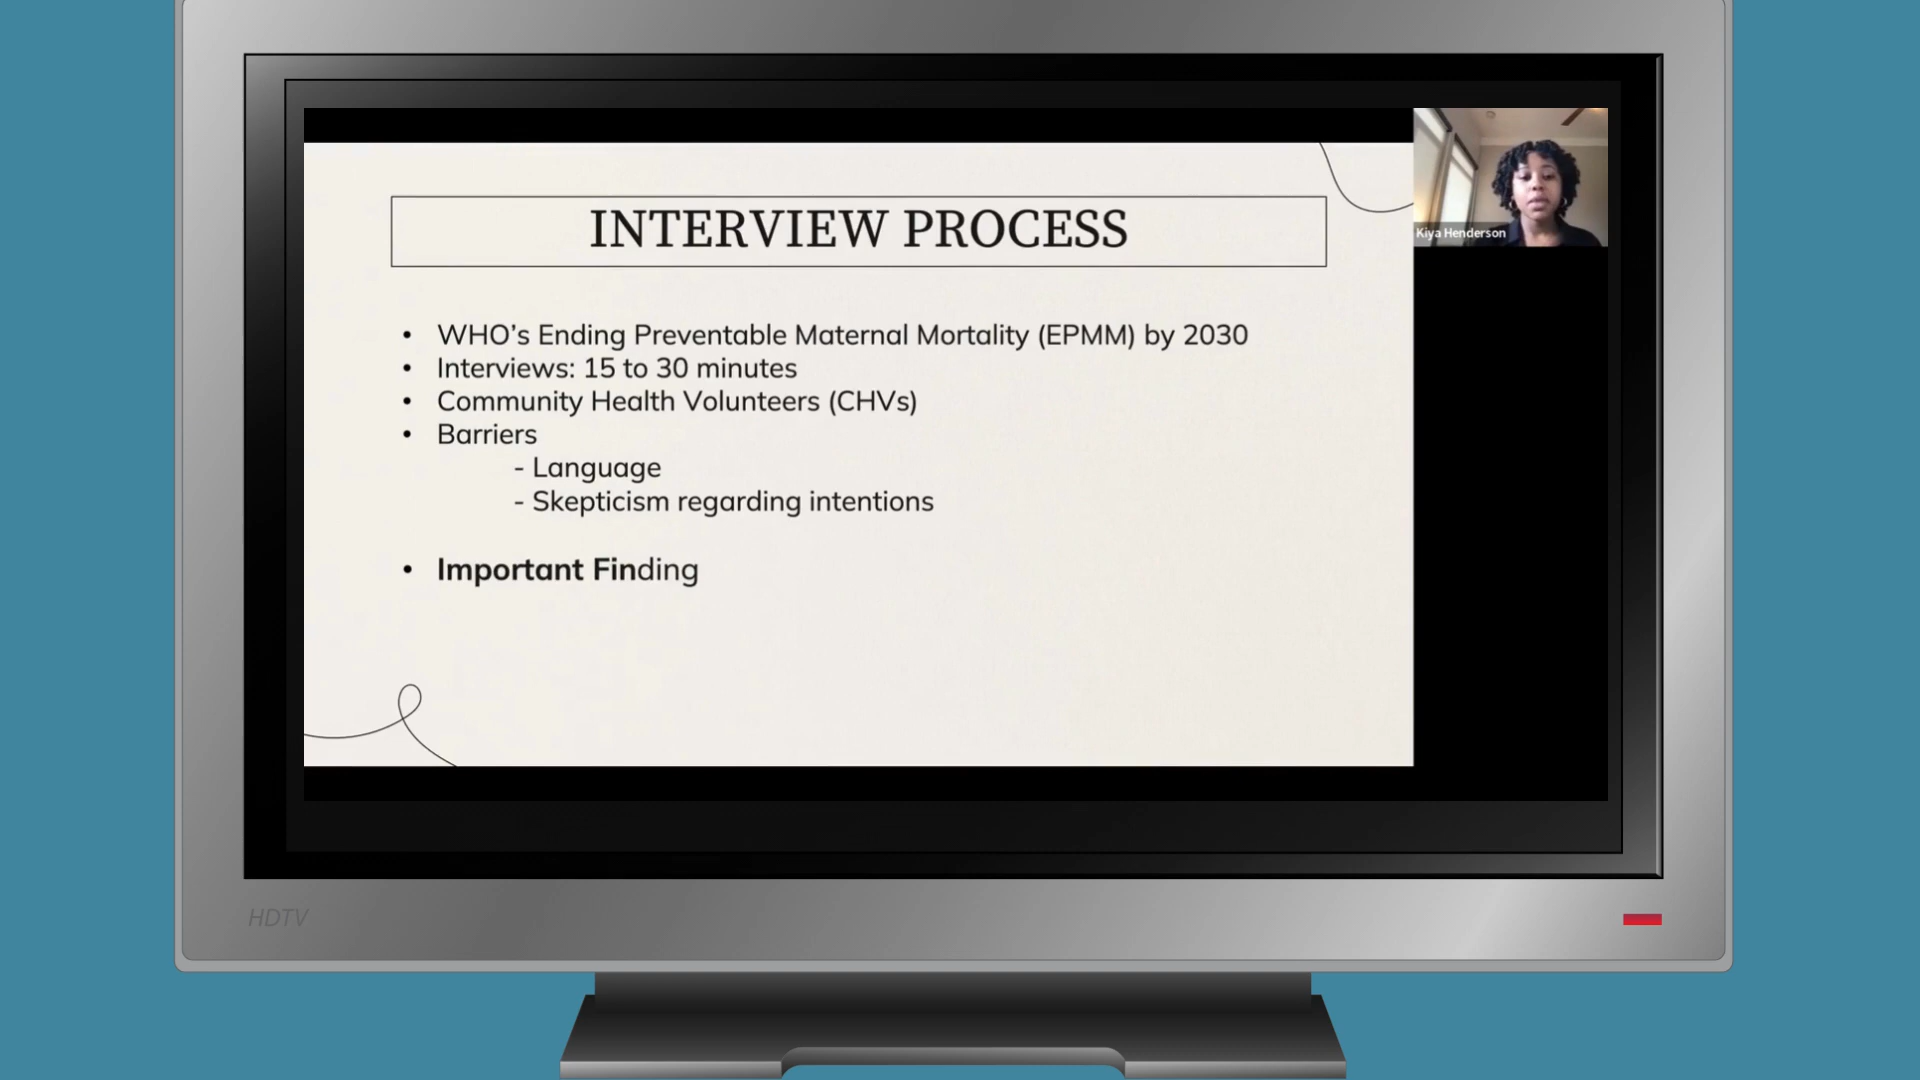 INTERVIEW PROCESS
Kiya Henderson
• WHO’s Ending Preventable Maternal Mortality (EPMM) by 2030
• Interviews: 15 to 30 minutes
• Community Health Volunteers (CHVs)
• Barriers
- Language
- Skepticism regarding intentions
• Important Finding
HDTV